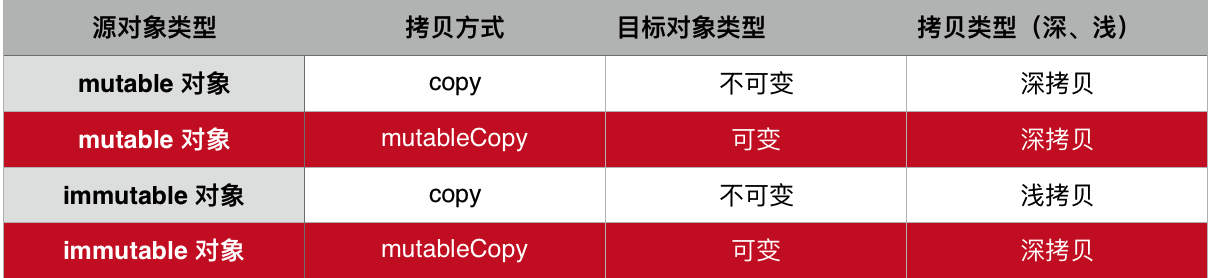 源对象类型 拷贝方式 目标对象类型 拷贝类型（深、浅）
mutable 对象 copy 不可变 深拷贝
mutable 对象 mutableCopy 可变 深拷贝
immutable 对象 copy 不可变 浅拷贝
immutable 对象 mutableCopy 可变 深拷贝